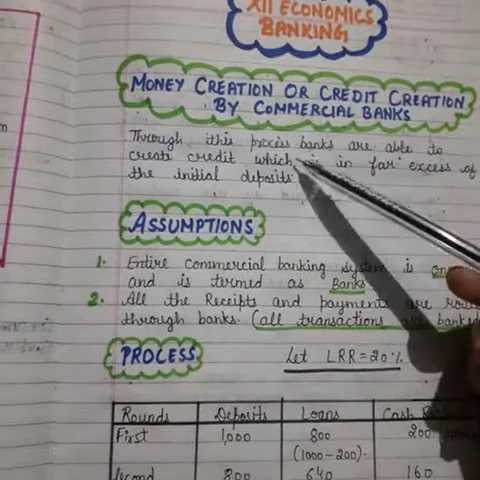 XII ECONOMICS
BANKING
MONEY CREATION OR CREDIT CREATION
BY COMMERCIAL BANKS
Through this process banks are able to
create credit which is in far excess of
the initial deposits
ASSUMPTIONS
1. Entire commercial banking system is
and is termed as Banks
2. All the Receipts and payments are
through banks. (all transactions are
PROCESS
Let LRR = 20%
Rounds Deposits Loans Cash
First 1,000 800 200
(1000-200).
Second 800 640 160